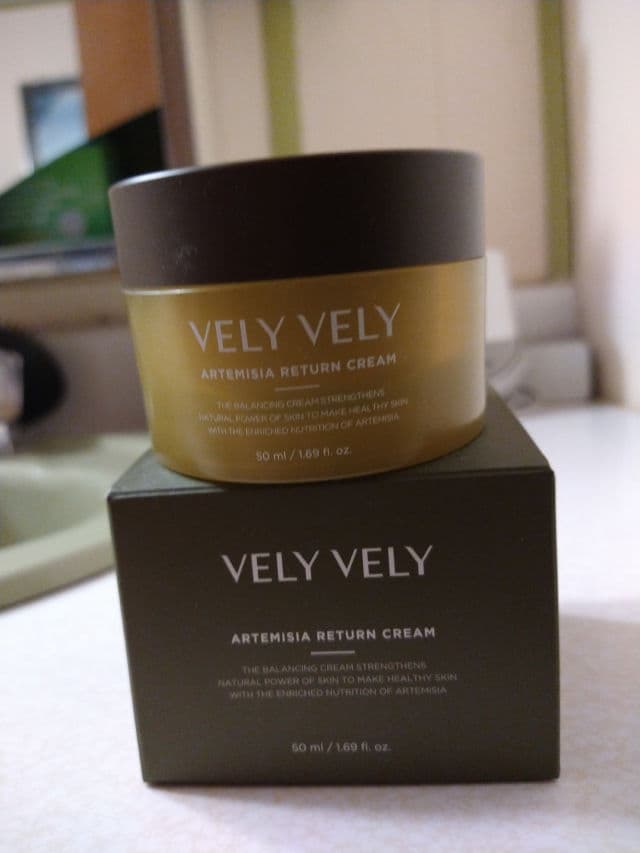 VELY VELY
ARTEMISIA RETURN CREAM
THE BALANCING CREAM STRENGTHENS
NATURAL POWER OF SKIN TO MAKE HEALTHY SKIN
WITH THE ENRICHED NUTRITION OF ARTEMISIA
50 ml / 1.69 fl. oz.
VELY VELY
ARTEMISIA RETURN CREAM
THE BALANCING CREAM STRENGTHENS
NATURAL POWER OF SKIN TO MAKE HEALTHY SKIN
WITH THE ENRICHED NUTRITION OF ARTEMISIA
50 ml / 1.69 fl. oz.